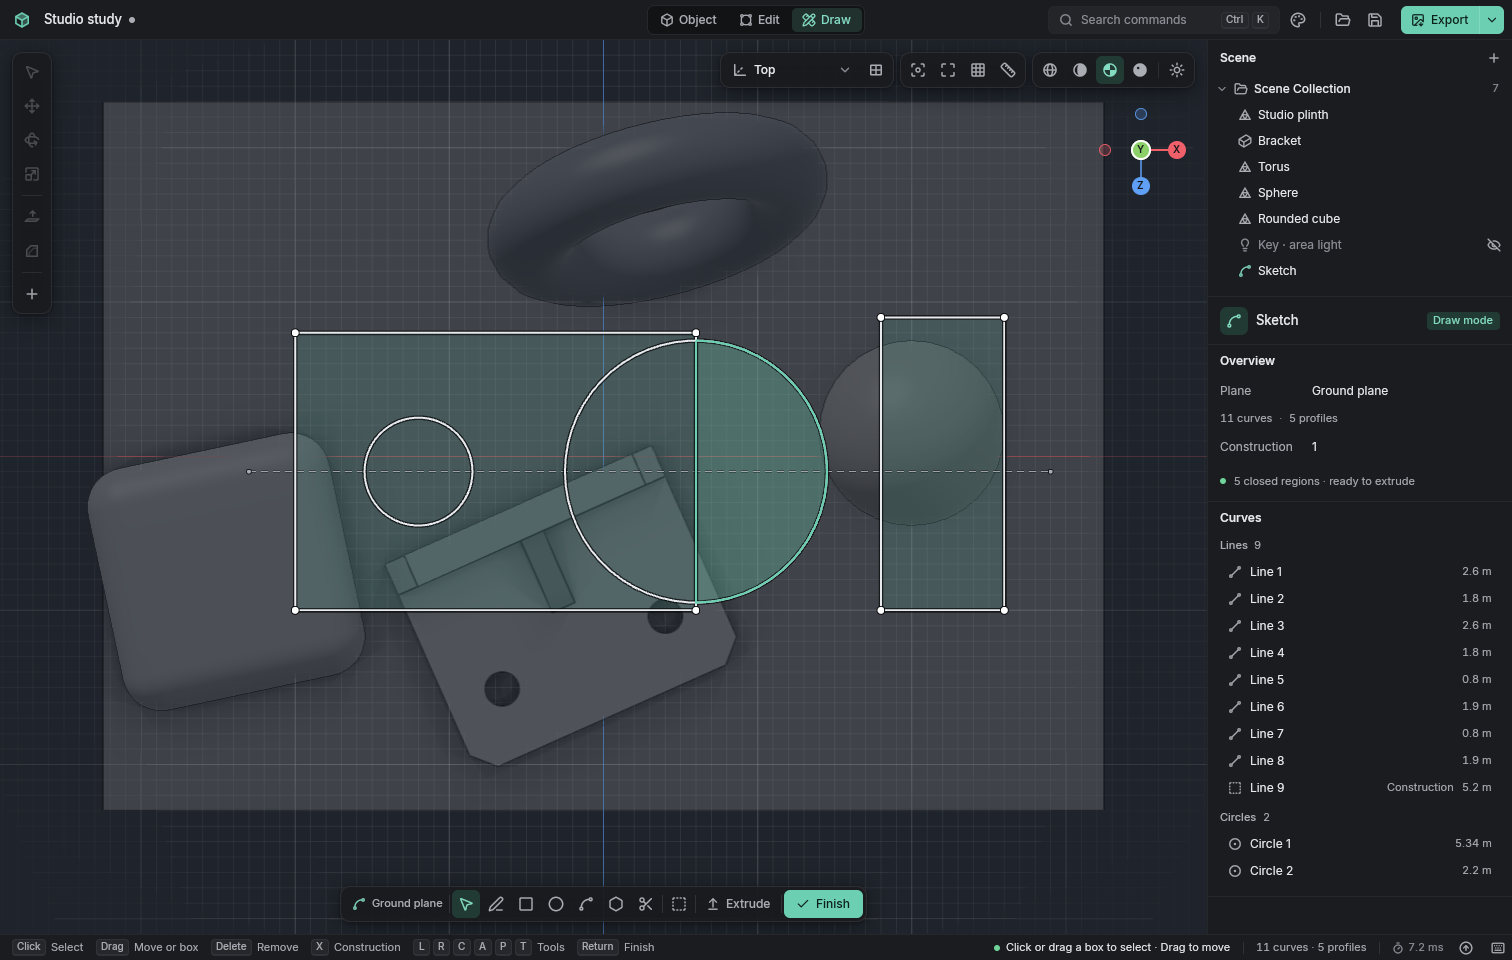 Studio study
Object
Edit
Draw
Search commands
Ctrl
K
Export
Top
Y
X
Z
Scene
Scene Collection
7
Studio plinth
Bracket
Torus
Sphere
Rounded cube
Key · area light
Sketch
Sketch
Draw mode
Overview
Plane
Ground plane
11 curves · 5 profiles
Construction
1
5 closed regions · ready to extrude
Curves
Lines 9
Line 1 2.6 m
Line 2 1.8 m
Line 3 2.6 m
Line 4 1.8 m
Line 5 0.8 m
Line 6 1.9 m
Line 7 0.8 m
Line 8 1.9 m
Line 9 Construction 5.2 m
Circles 2
Circle 1 5.34 m
Circle 2 2.2 m
Ground plane
Extrude
Finish
Click Select
Drag Move or box
Delete Remove
X Construction
L R C A P T Tools
Return Finish
Click or drag a box to select · Drag to move
11 curves · 5 profiles
7.2 ms